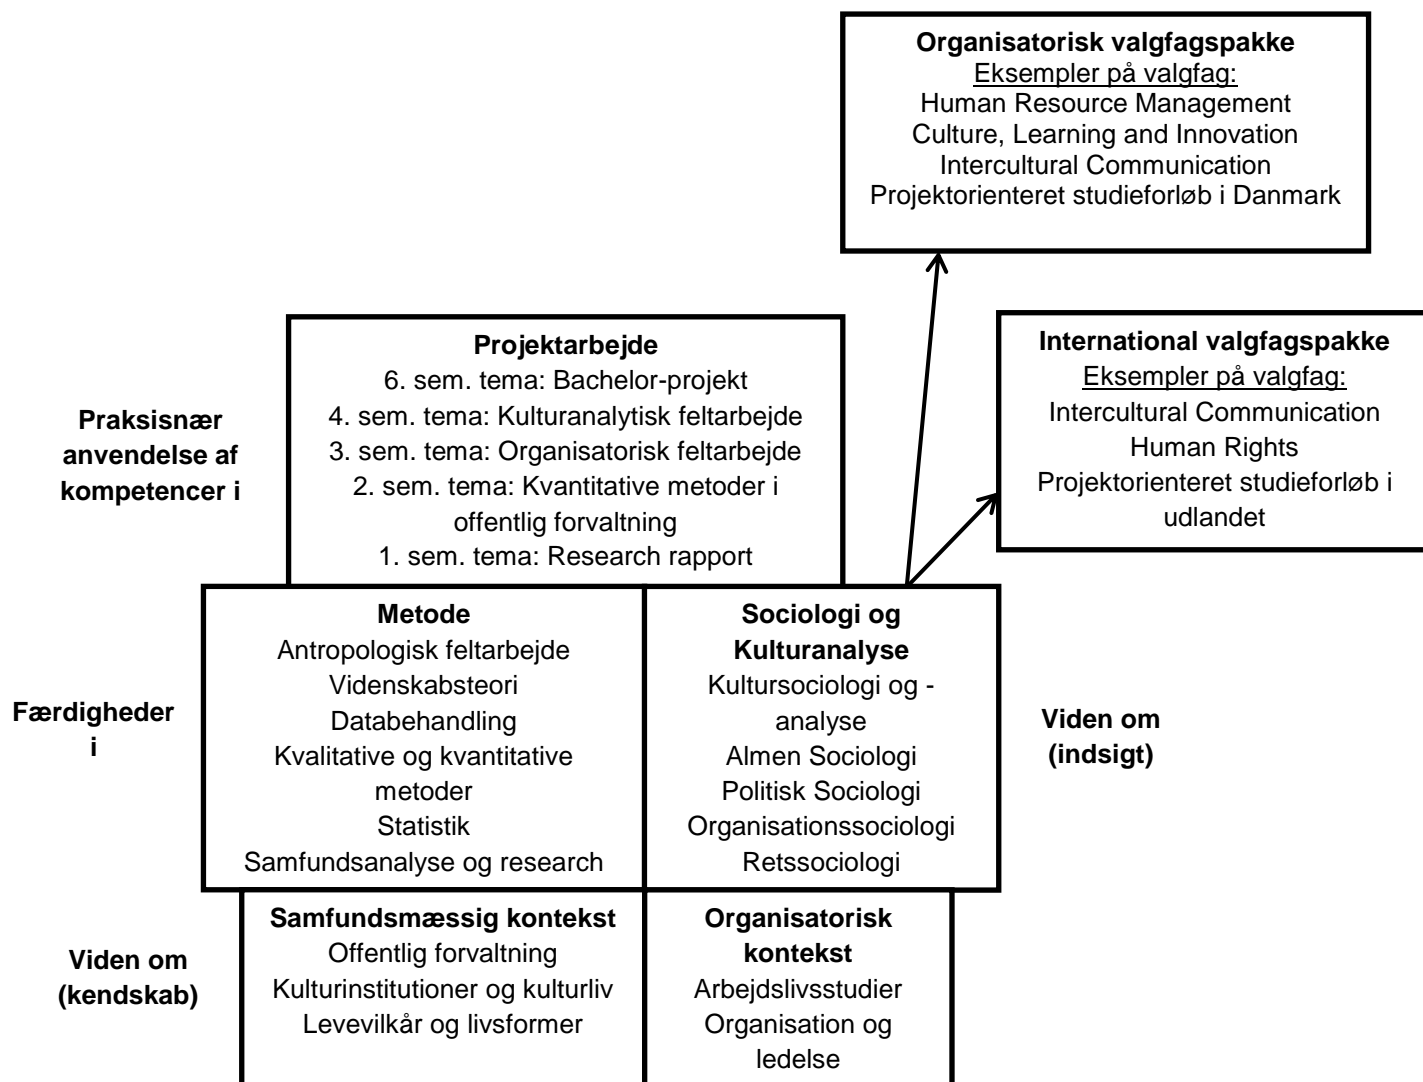 Organisatorisk valgfagspakke
Eksempler på valgfag:
Human Resource Management
Culture, Learning and Innovation
Intercultural Communication
Projektorienteret studieforløb i Danmark
International valgfagspakke
Eksempler på valgfag:
Intercultural Communication
Human Rights
Projektorienteret studieforløb i
udlandet
Praksisnær
anvendelse af
kompetencer i
Projektarbejde
6. sem. tema: Bachelor-projekt
4. sem. tema: Kulturanalytisk feltarbejde
3. sem. tema: Organisatorisk feltarbejde
2. sem. tema: Kvantitative metoder i
offentlig forvaltning
1. sem. tema: Research rapport
Færdigheder
i
Metode
Antropologisk feltarbejde
Videnskabsteori
Databehandling
Kvalitative og kvantitative
metoder
Statistik
Samfundsanalyse og research
Sociologi og
Kulturanalyse
Kultursociologi og -
analyse
Almen Sociologi
Politisk Sociologi
Organisationssociologi
Retssociologi
Viden om
(indsigt)
Viden om
(kendskab)
Samfundsmæssig kontekst
Offentlig forvaltning
Kulturinstitutioner og kulturliv
Levevilkår og livsformer
Organisatorisk
kontekst
Arbejdslivsstudier
Organisation og
ledelse